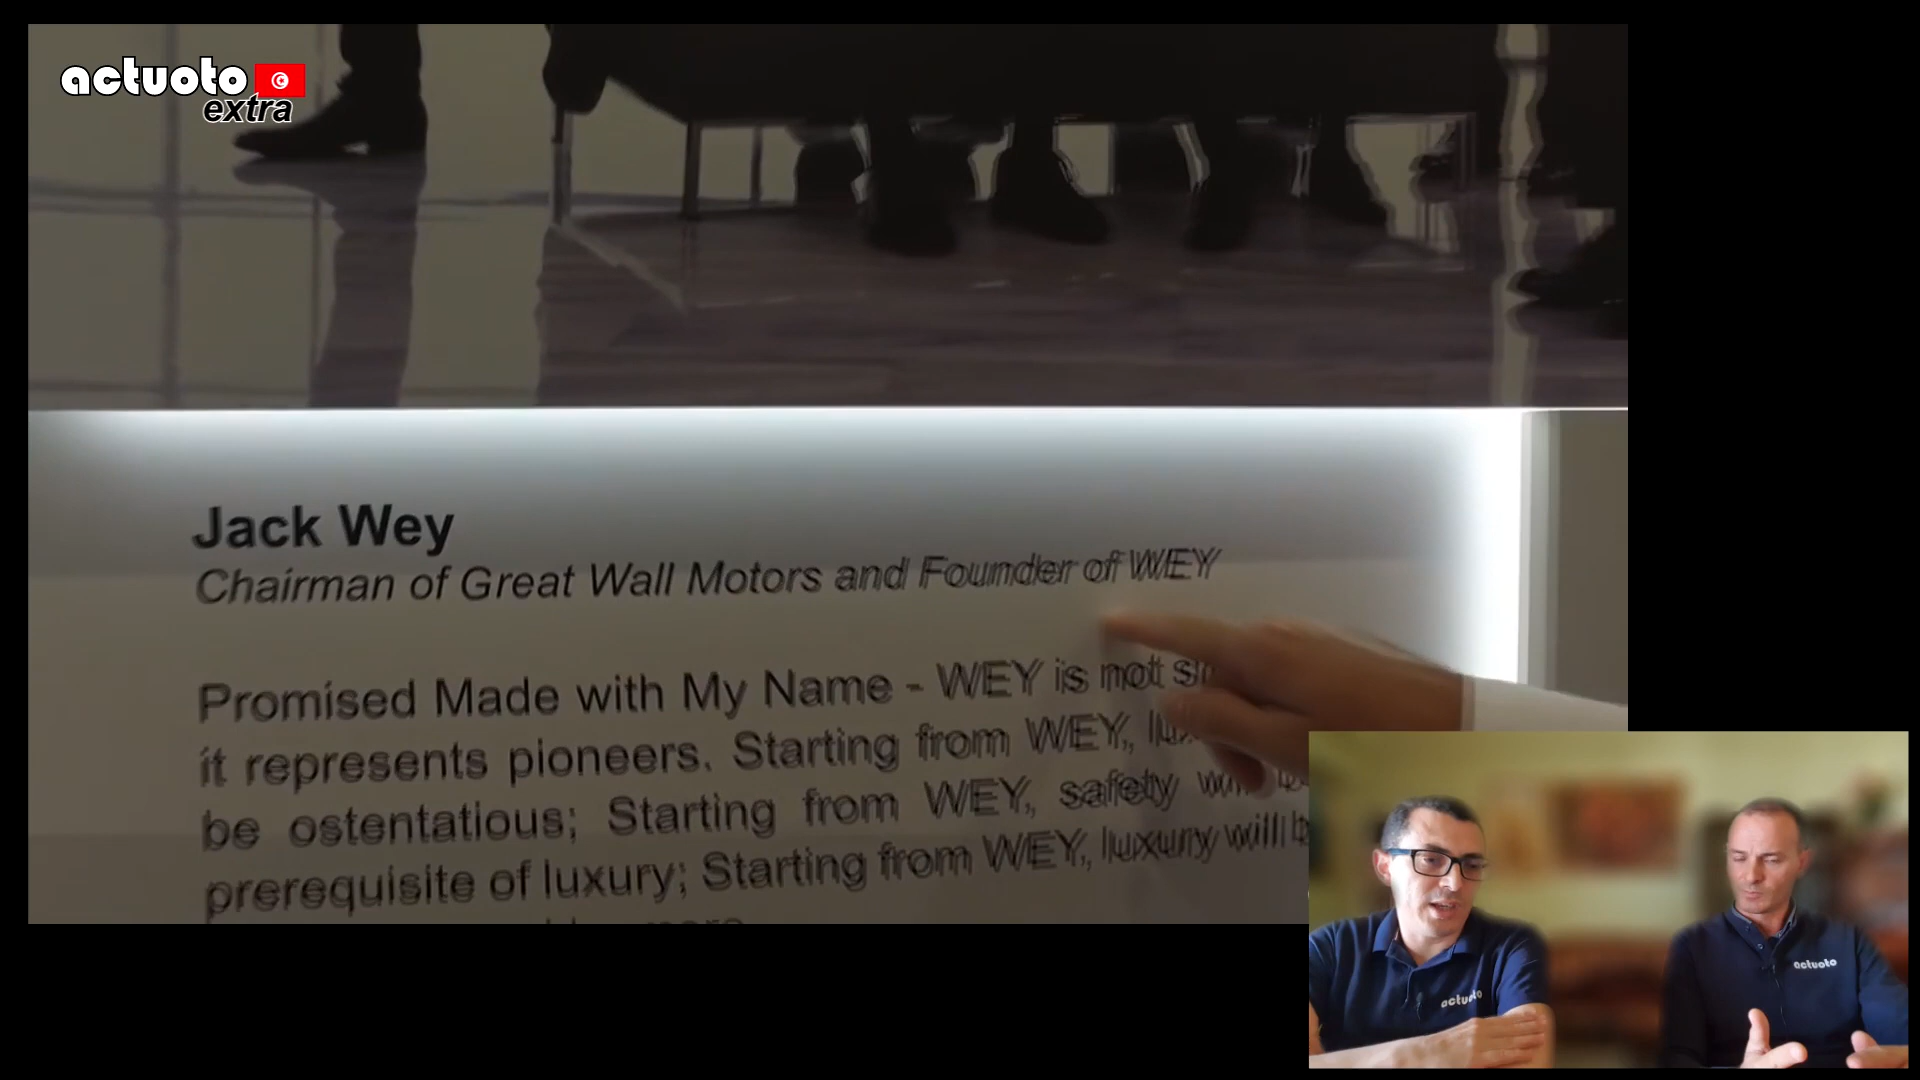 actuoto
extra
Jack Wey
Chairman of Great Wall Motors and Founder of WEY
Promised Made with My Name - WEY is not
it represents pioneers. Starting from WEY,
be ostentatious; Starting from WEY, safety
prerequisite of luxury; Starting from WEY, luxury will
actuoto
actuoto